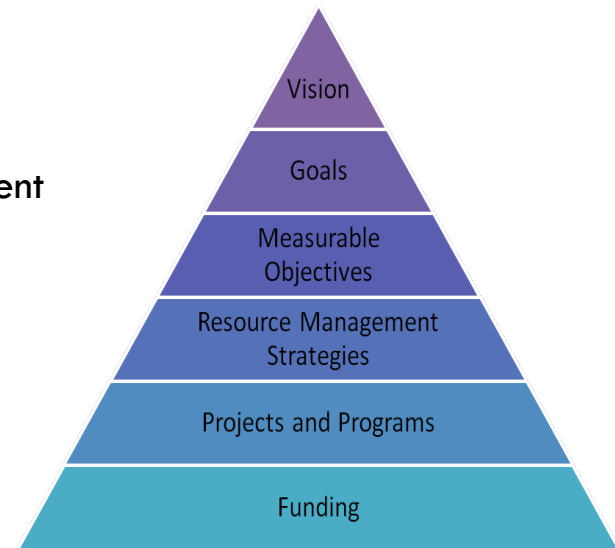 Vision
Goals
ent
Measurable
Objectives
Resource Management
Strategies
Projects and Programs
Funding